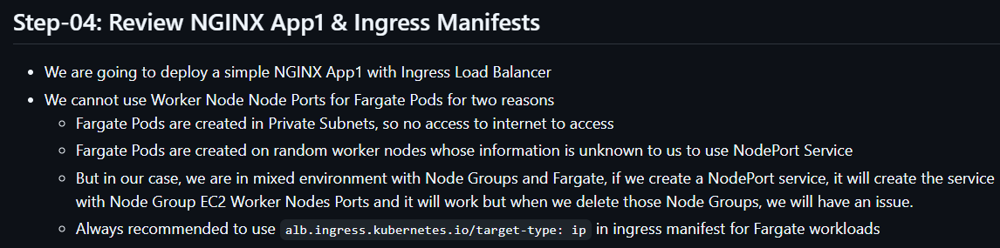 Step-04: Review NGINX App1 & Ingress Manifests
We are going to deploy a simple NGINX App1 with Ingress Load Balancer
We cannot use Worker Node Node Ports for Fargate Pods for two reasons
Fargate Pods are created in Private Subnets, so no access to internet to access
Fargate Pods are created on random worker nodes whose information is unknown to us to use NodePort Service
But in our case, we are in mixed environment with Node Groups and Fargate, if we create a NodePort service, it will create the service
with Node Group EC2 Worker Nodes Ports and it will work but when we delete those Node Groups, we will have an issue.
Always recommended to use alb.ingress.kubernetes.io/target-type: ip in ingress manifest for Fargate workloads